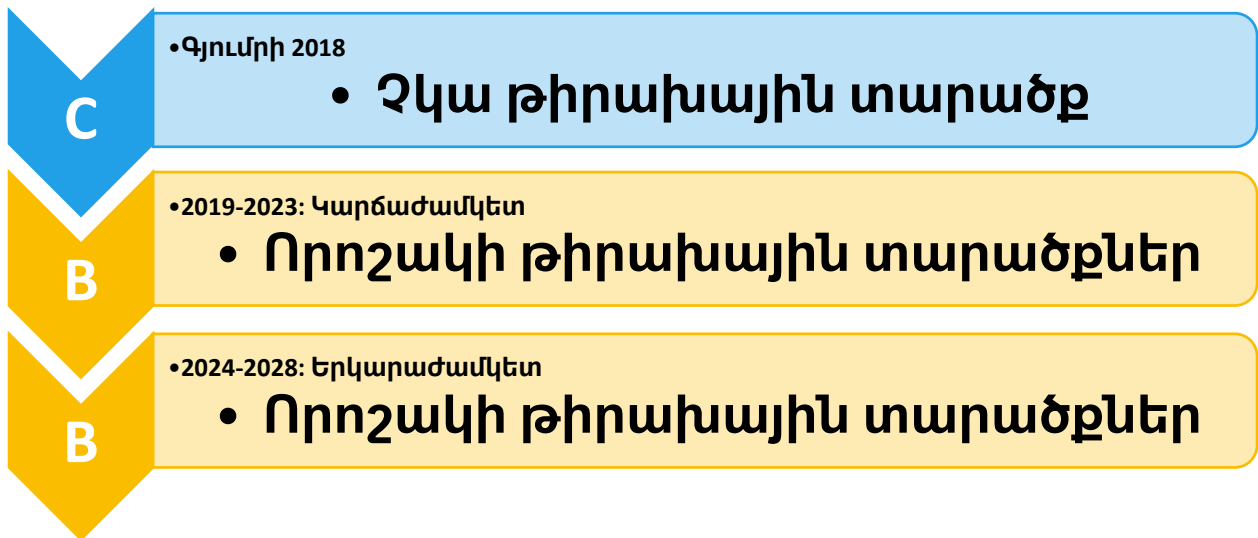 C
•Գյումրի 2018
• Չկա թիրախային տարածք
B
•2019-2023: Կարճաժամկետ
• Որոշակի թիրախային տարածքներ
B
•2024-2028: Երկարաժամկետ
• Որոշակի թիրախային տարածքներ